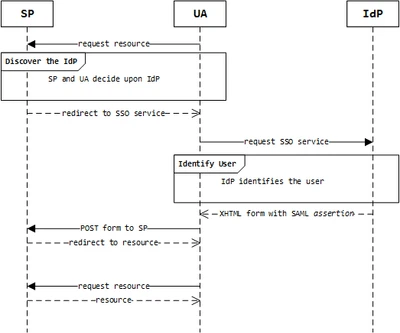 SP UA IdP
request resource
Discover the IdP
SP and UA decide upon IdP
redirect to SSO service
request SSO service
Identify User
IdP identifies the user
XHTML form with SAML assertion
POST form to SP
redirect to resource
request resource
resource